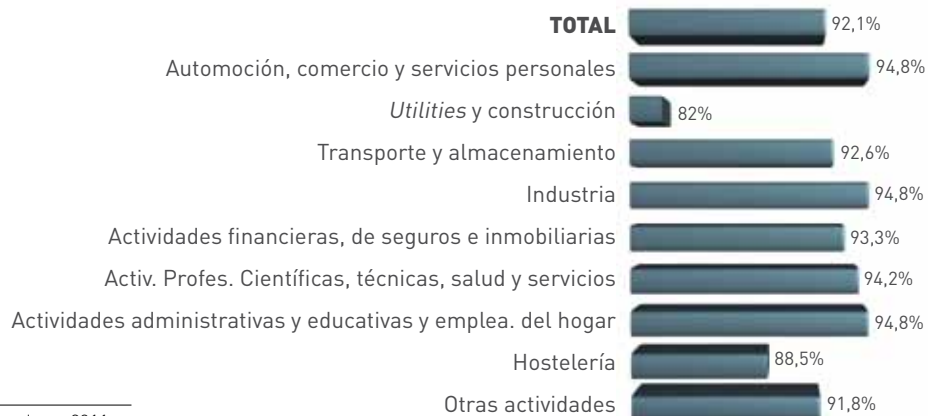 TOTAL 92,1%
Automoción, comercio y servicios personales 94,8%
Utilities y construcción 82%
Transporte y almacenamiento 92,6%
Industria 94,8%
Actividades financieras, de seguros e inmobiliarias 93,3%
Activ. Profes. Científicas, técnicas, salud y servicios 94,2%
Actividades administrativas y educativas y emplea. del hogar 94,8%
Hostelería 88,5%
Otras actividades 91,8%